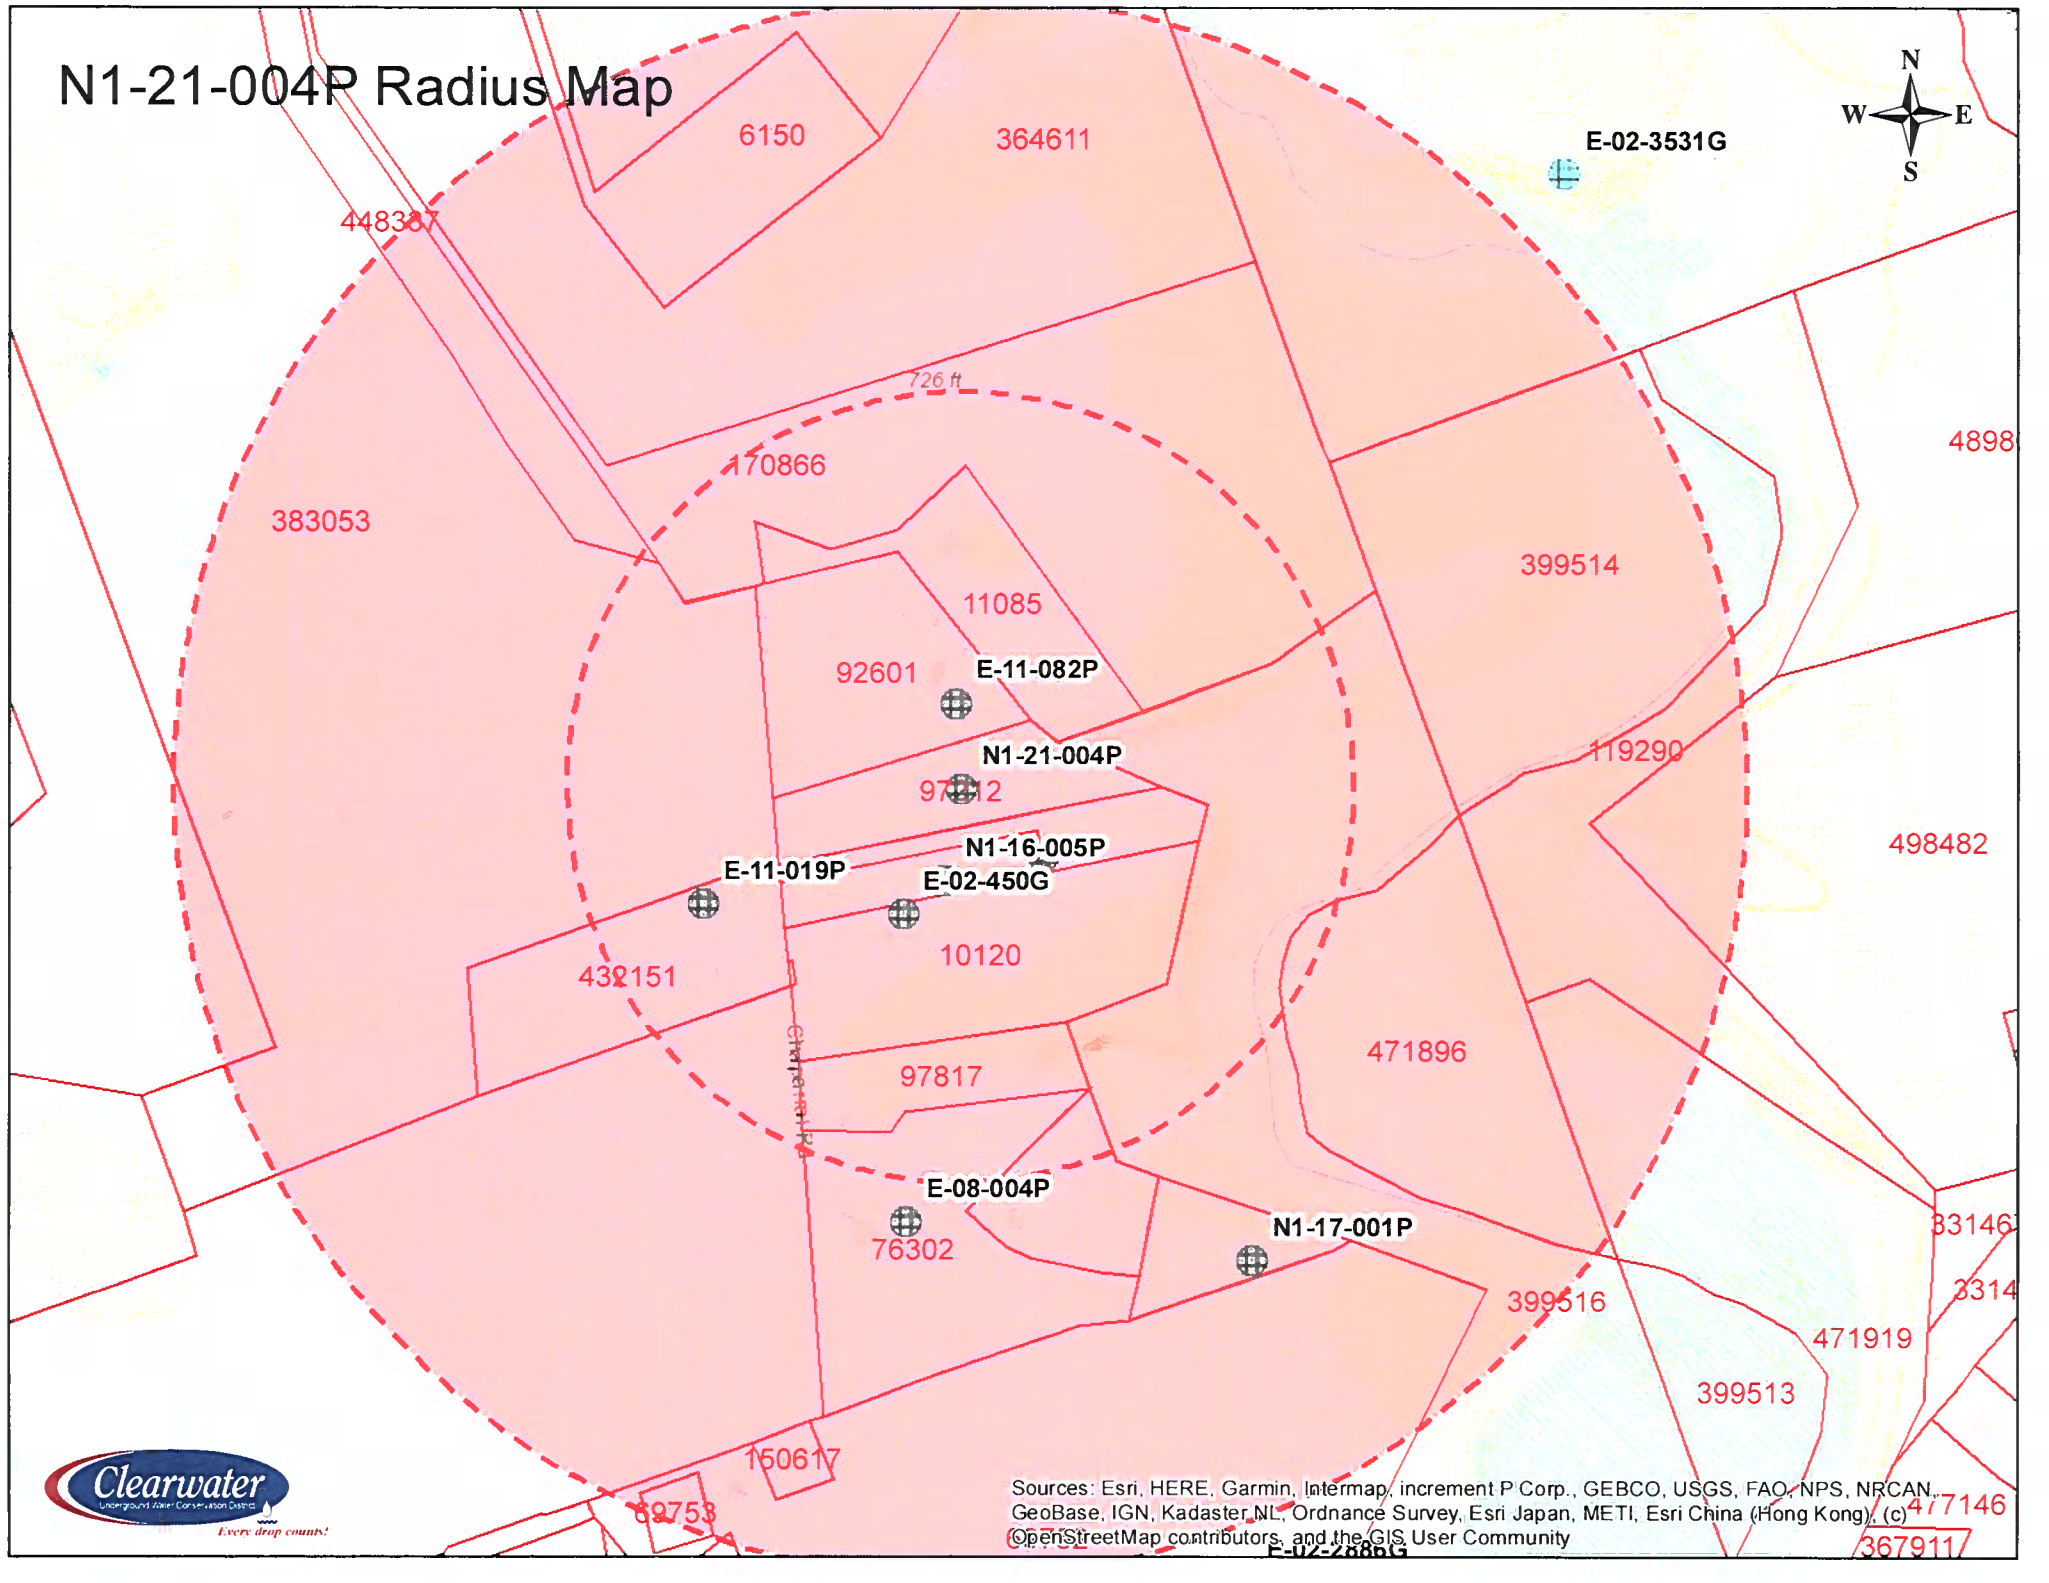 N1-21-004P Radius Map
N
W E
S
6150
364611
E-02-3531G
448387
726 ft
170866
4898
383053
399514
11085
92601
E-11-082P
N1-21-004P
119290
N1-16-005P
498482
E-11-019P
E-02-450G
10120
432151
471896
97817
E-08-004P
N1-17-001P
33146
76302
3314
399516
471919
399513
150617
Clearwater
Underground Water Conservation District
Every drop counts!
69753
Sources: Esri, HERE, Garmin, Intermap, increment P Corp., GEBCO, USGS, FAO, NPS, NRCAN,
GeoBase, IGN, Kadaster NL, Ordnance Survey, Esri Japan, METI, Esri China (Hong Kong), (c)
OpenStreetMap contributors, and the GIS User Community
477146
E-02-2886G
367911